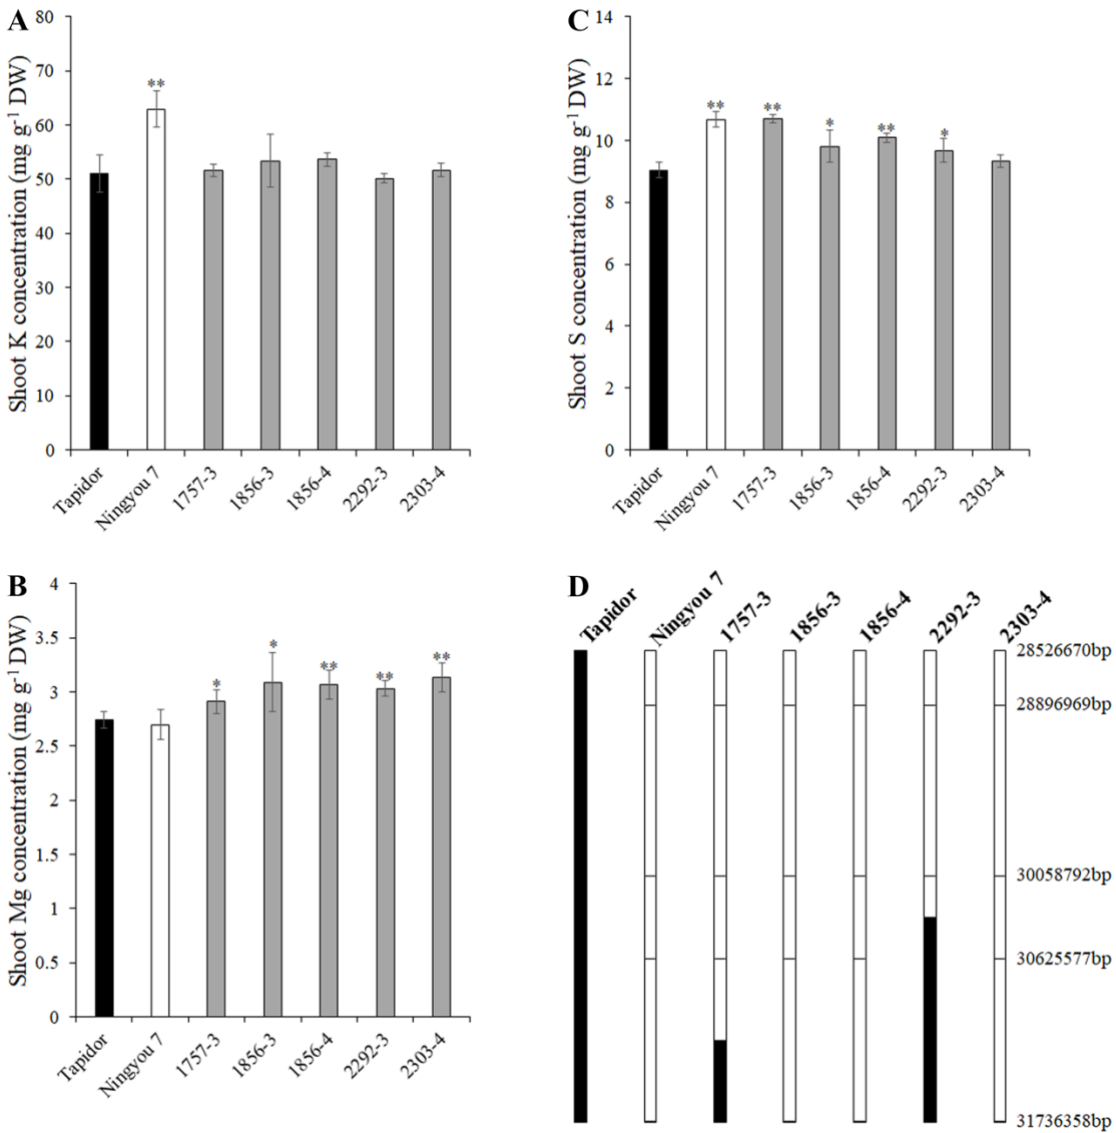 A
Shoot K concentration (mg g-1 DW)
80
70
60
50
40
30
20
10
0
**
Tapidor
Ningyou 7
1757-3
1856-3
1856-4
2292-3
2303-4
C
Shoot S concentration (mg g-1 DW)
14
12
10
8
6
4
2
0
**
**
*
**
*
Tapidor
Ningyou 7
1757-3
1856-3
1856-4
2292-3
2303-4
B
Shoot Mg concentration (mg g-1 DW)
4
3.5
3
2.5
2
1.5
1
0.5
0
*
*
**
**
**
Tapidor
Ningyou 7
1757-3
1856-3
1856-4
2292-3
2303-4
D
Tapidor
Ningyou 7
1757-3
1856-3
1856-4
2292-3
2303-4
28526670bp
28896969bp
30058792bp
30625577bp
31736358bp